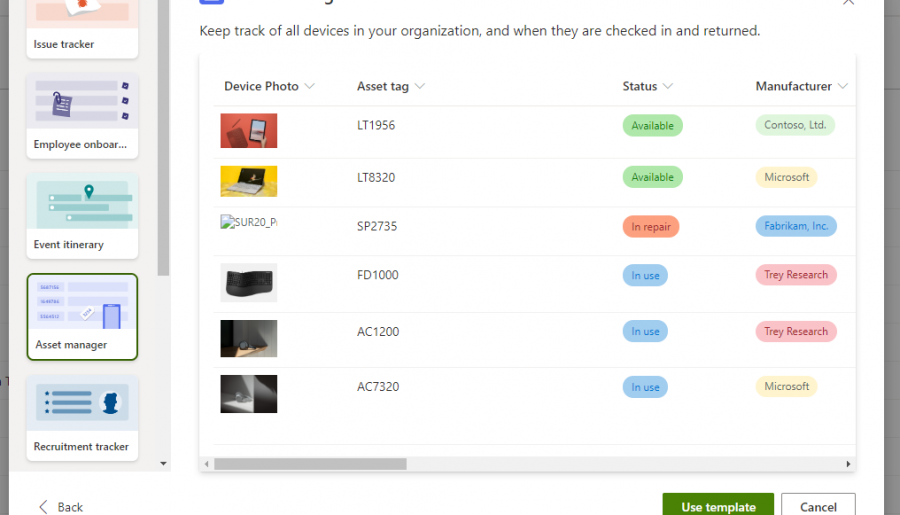 Issue tracker
Employee onboar...
Event itinerary
Asset manager
Recruitment tracker
Keep track of all devices in your organization, and when they are checked in and returned.
Device Photo Asset tag Status Manufacturer
LT1956 Available Contoso, Ltd.
LT8320 Available Microsoft
SUR20_P SP2735 In repair Fabrikam, Inc.
FD1000 In use Trey Research
AC1200 In use Trey Research
AC7320 In use Microsoft
Back Use template Cancel